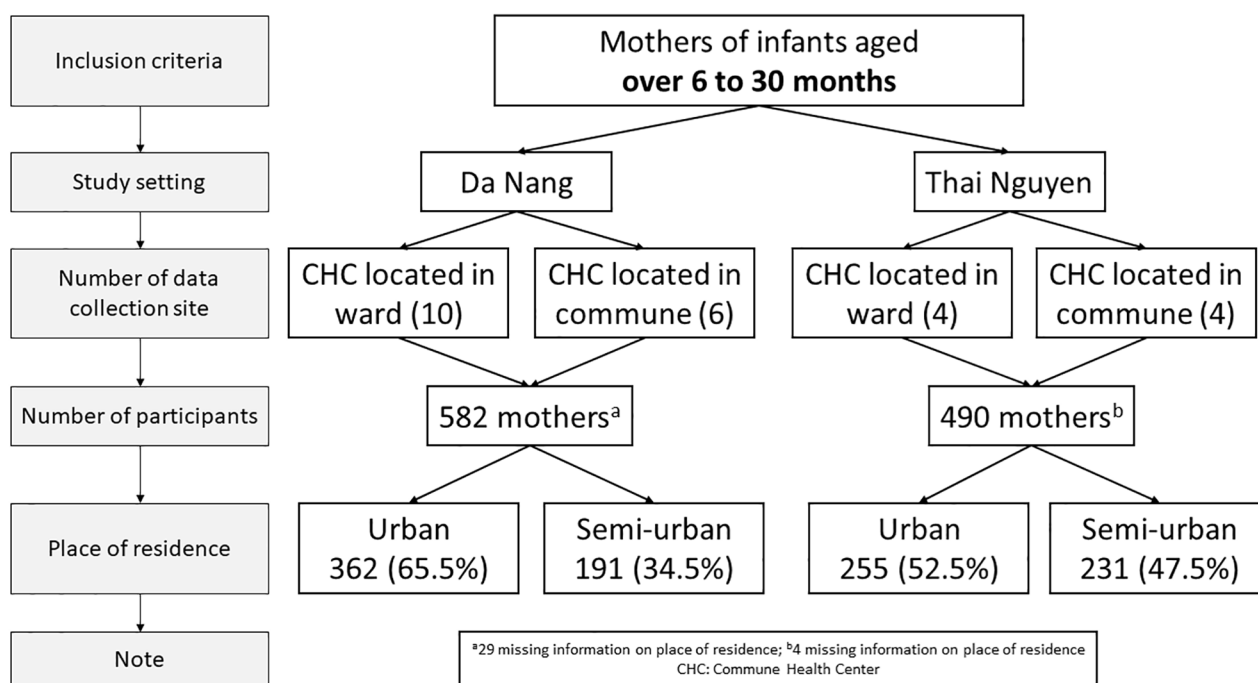 Inclusion criteria
Mothers of infants aged
over 6 to 30 months
Study setting
Da Nang
Thai Nguyen
Number of data
collection site
CHC located in
ward (10)
CHC located in
commune (6)
CHC located in
ward (4)
CHC located in
commune (4)
Number of participants
582 mothersᵃ
490 mothersᵇ
Place of residence
Urban
362 (65.5%)
Semi-urban
191 (34.5%)
Urban
255 (52.5%)
Semi-urban
231 (47.5%)
Note
ᵃ29 missing information on place of residence; ᵇ4 missing information on place of residence
CHC: Commune Health Center